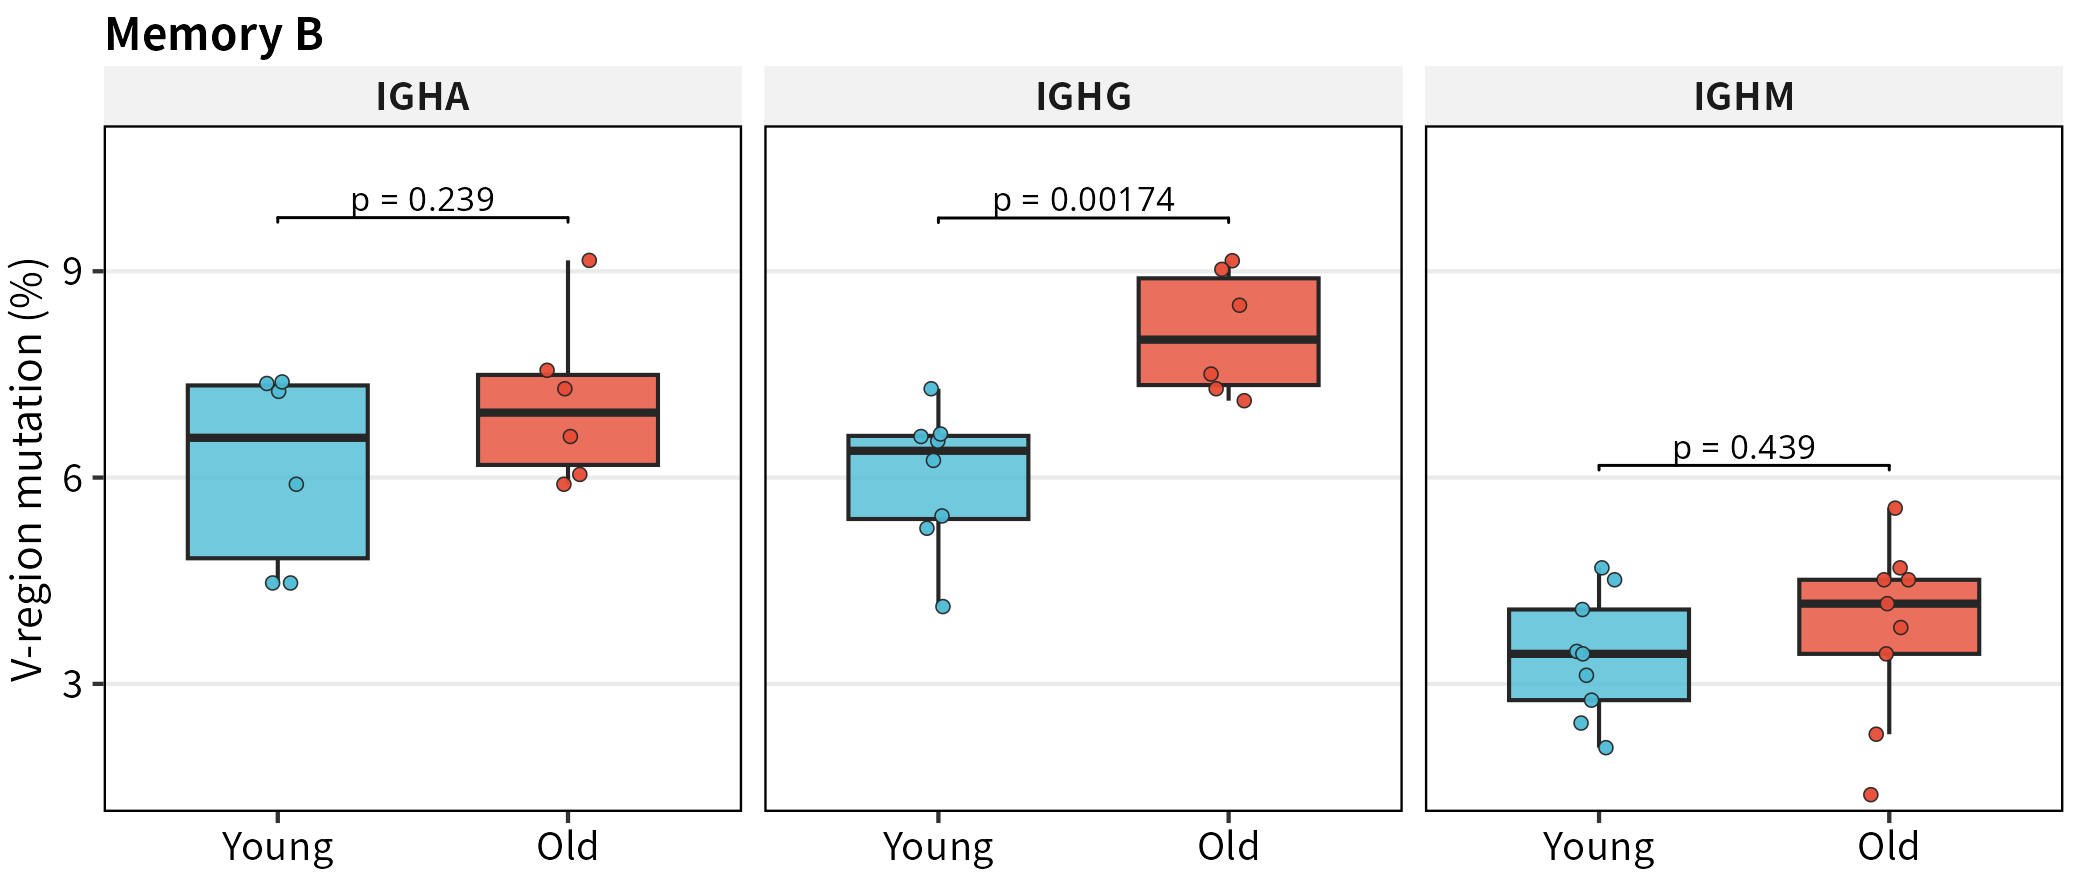 Memory B
IGHA
IGHG
IGHM
p = 0.239
p = 0.00174
p = 0.439
V-region mutation (%)
9
6
3
Young
Old
Young
Old
Young
Old